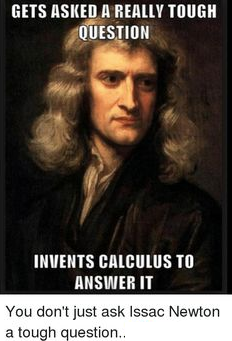 GETS ASKED A REALLY TOUGH
QUESTION
INVENTS CALCULUS TO
ANSWER IT
You don't just ask Issac Newton
a tough question..